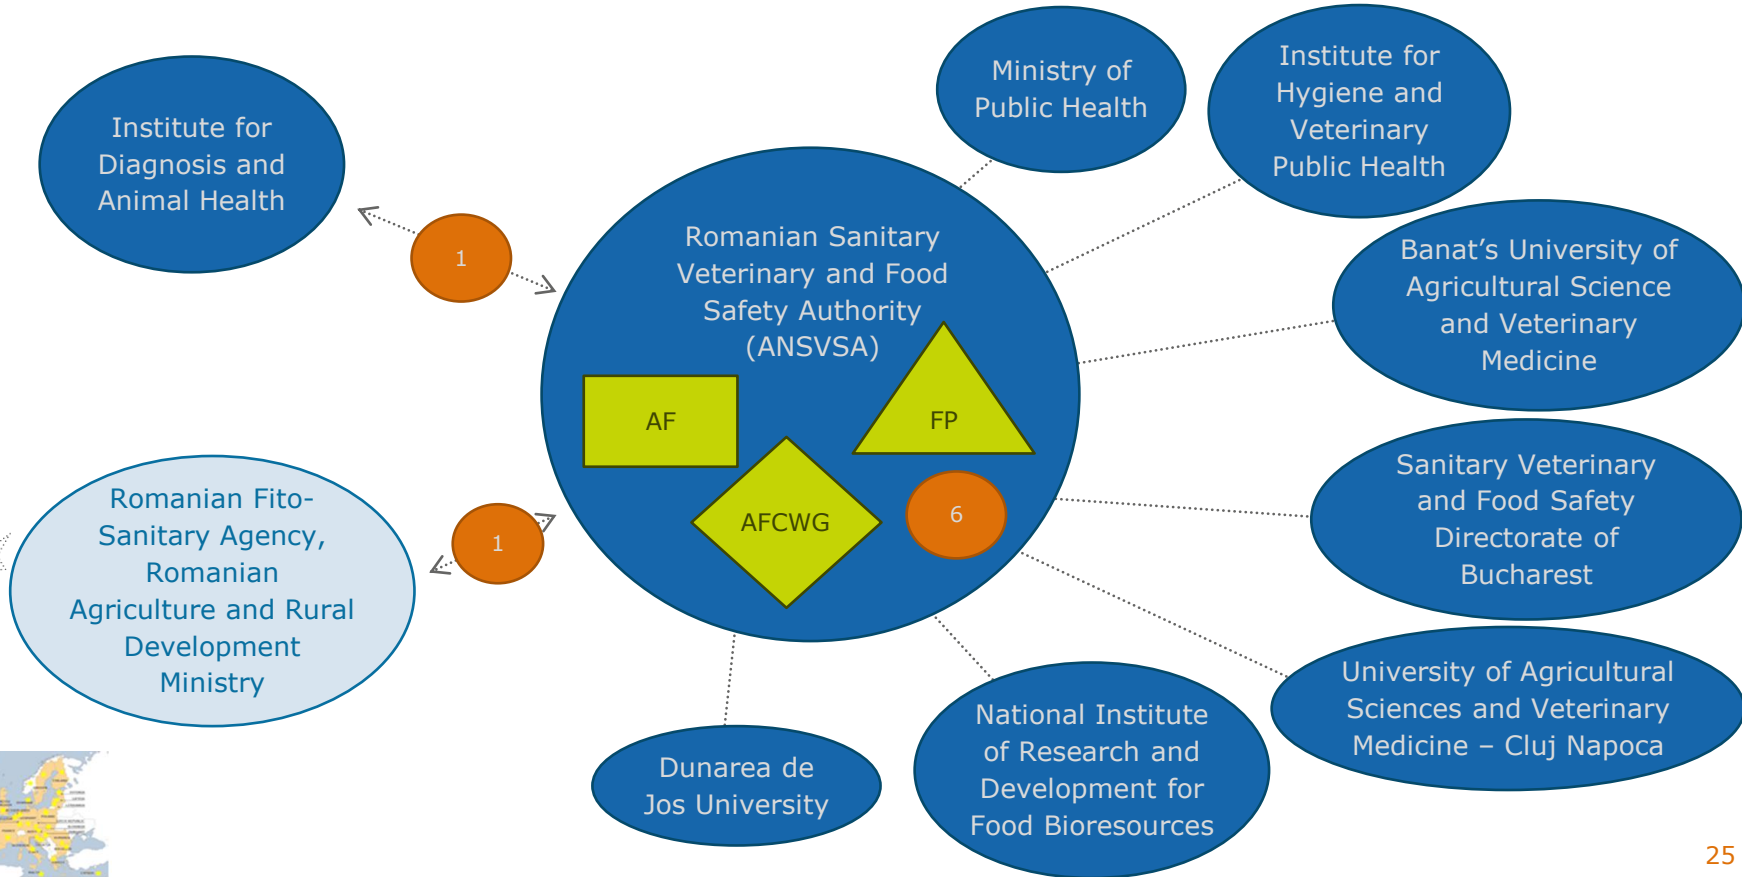 Institute for
Diagnosis and
Animal Health
1
Ministry of
Public Health
Institute for
Hygiene and
Veterinary
Public Health
Romanian Sanitary
Veterinary and Food
Safety Authority
(ANSVSA)
AF
FP
AFCWG
6
Banat’s University of
Agricultural Science
and Veterinary
Medicine
Sanitary Veterinary
and Food Safety
Directorate of
Bucharest
Romanian Fito-
Sanitary Agency,
Romanian
Agriculture and Rural
Development
Ministry
1
University of Agricultural
Sciences and Veterinary
Medicine – Cluj Napoca
National Institute
of Research and
Development for
Food Bioresources
Dunarea de
Jos University
25